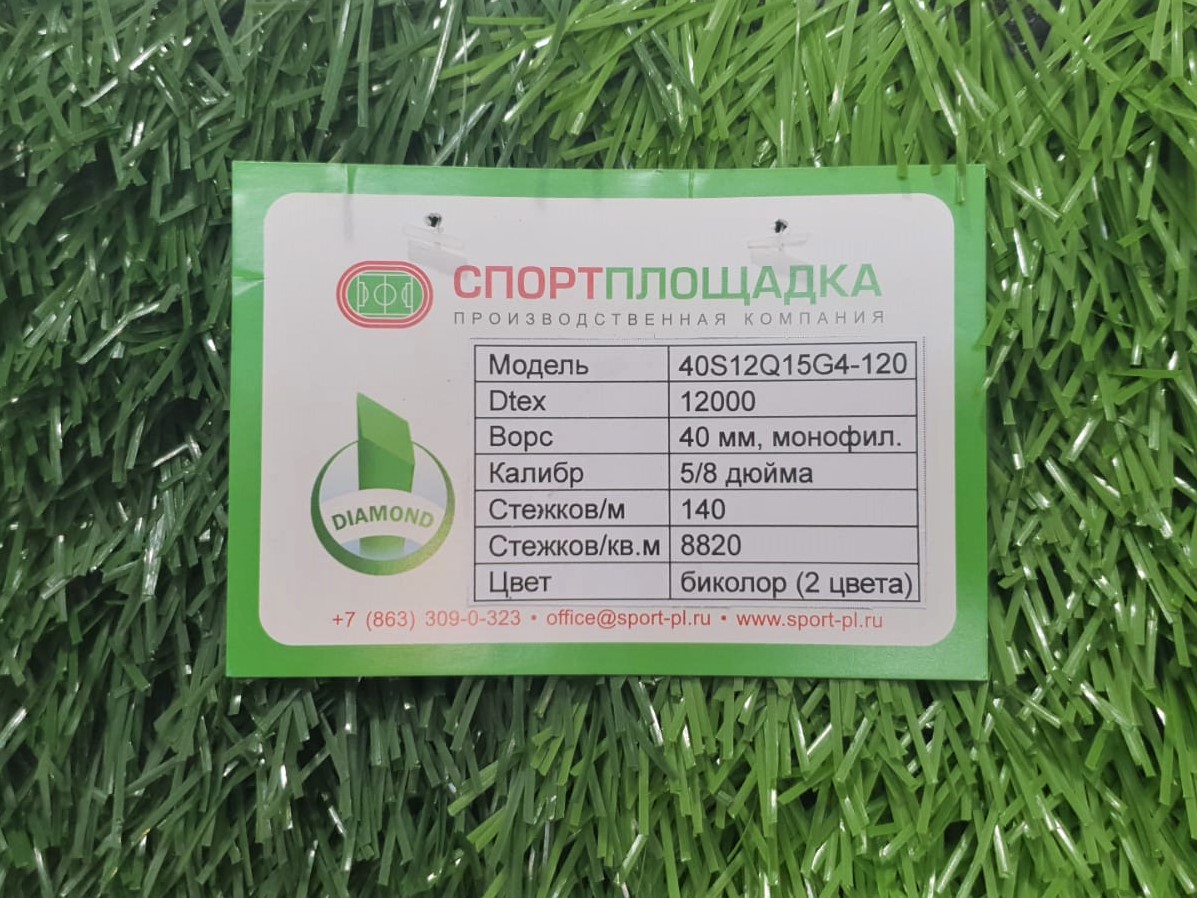 СПОРТПЛОЩАДКА
ПРОИЗВОДСТВЕННАЯ КОМПАНИЯ
Модель 40S12Q15G4-120
Dtex 12000
Ворс 40 мм, монофил.
Калибр 5/8 дюйма
Стежков/м 140
Стежков/кв.м 8820
Цвет биколор (2 цвета)
DIAMOND
+7 (863) 309-0-323 • office@sport-pl.ru • www.sport-pl.ru